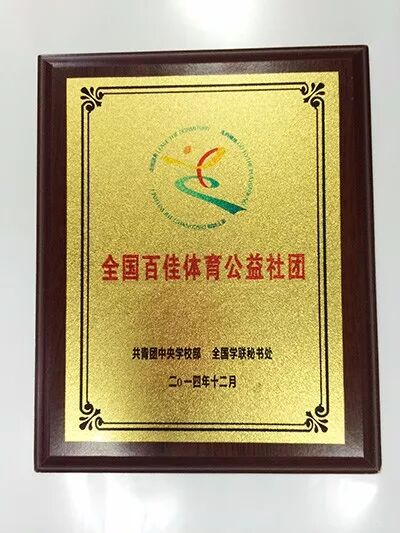 全国百佳体育公益社团
共青团中央学校部 全国学联秘书处
二〇一四年十二月